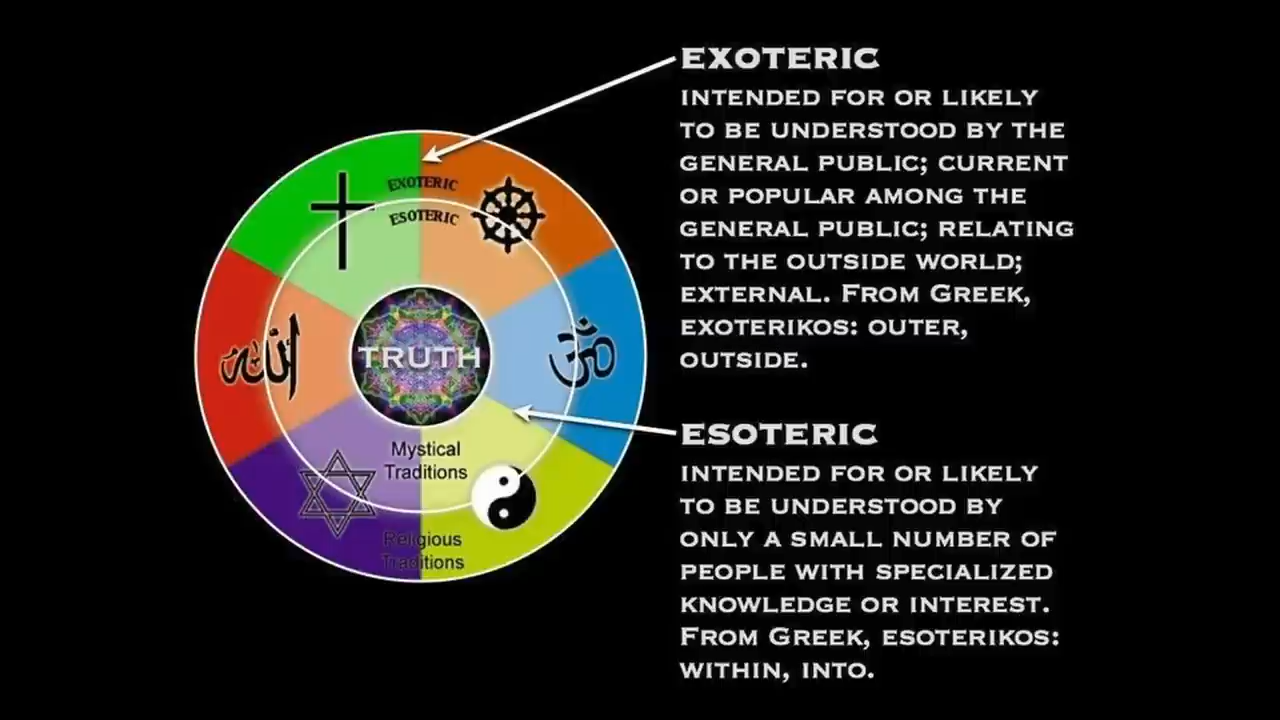 EXOTERIC
INTENDED FOR OR LIKELY
TO BE UNDERSTOOD BY THE
GENERAL PUBLIC; CURRENT
OR POPULAR AMONG THE
GENERAL PUBLIC; RELATING
TO THE OUTSIDE WORLD;
EXTERNAL. FROM GREEK,
EXOTERIKOS: OUTER,
OUTSIDE.
ESOTERIC
INTENDED FOR OR LIKELY
TO BE UNDERSTOOD BY
ONLY A SMALL NUMBER OF
PEOPLE WITH SPECIALIZED
KNOWLEDGE OR INTEREST.
FROM GREEK, ESOTERIKOS:
WITHIN, INTO.
EXOTERIC
ESOTERIC
الله
ॐ
TRUTH
Mystical
Traditions
Religious
Traditions